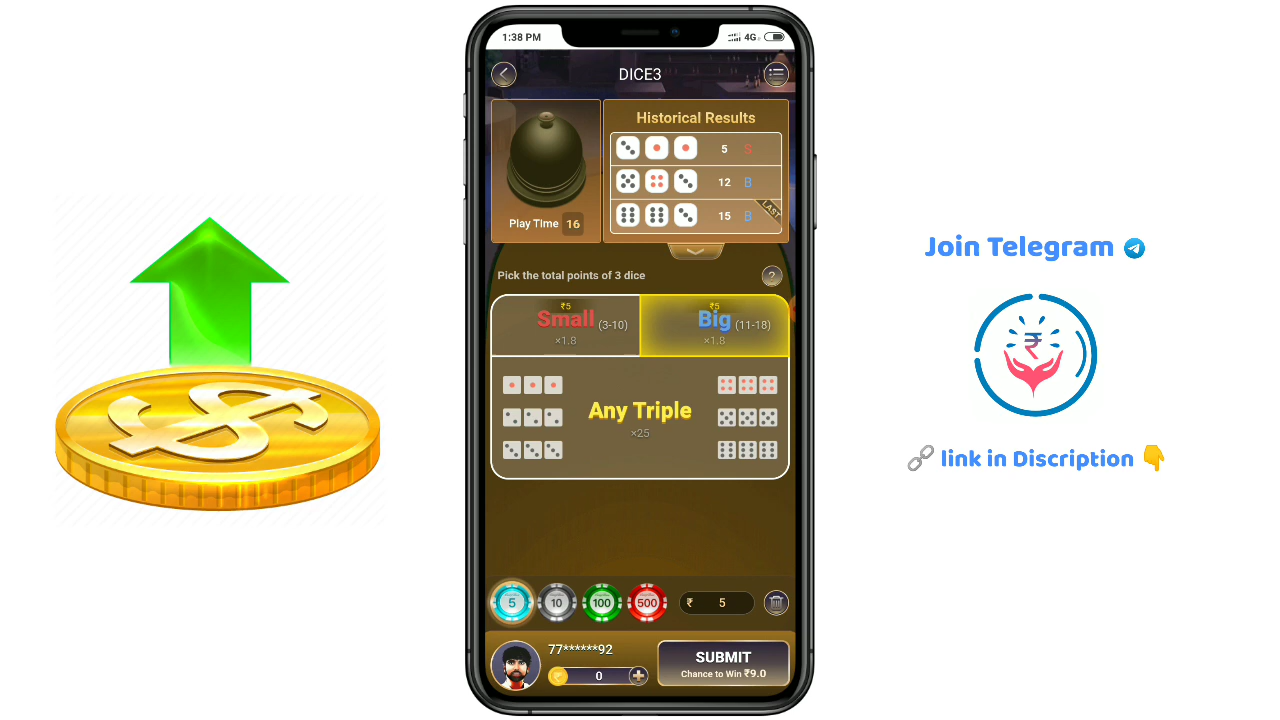 1:38 PM
4G
DICE3
Historical Results
5 S
12 B
15 B
LAST
Play Time 16
Pick the total points of 3 dice
?
₹5
Small (3-10)
×1.8
₹5
Big (11-18)
×1.8
Any Triple
×25
5
10
100
500
₹ 5
77******92
0
SUBMIT
Chance to Win ₹9.0
Join Telegram
₹
link in Discription